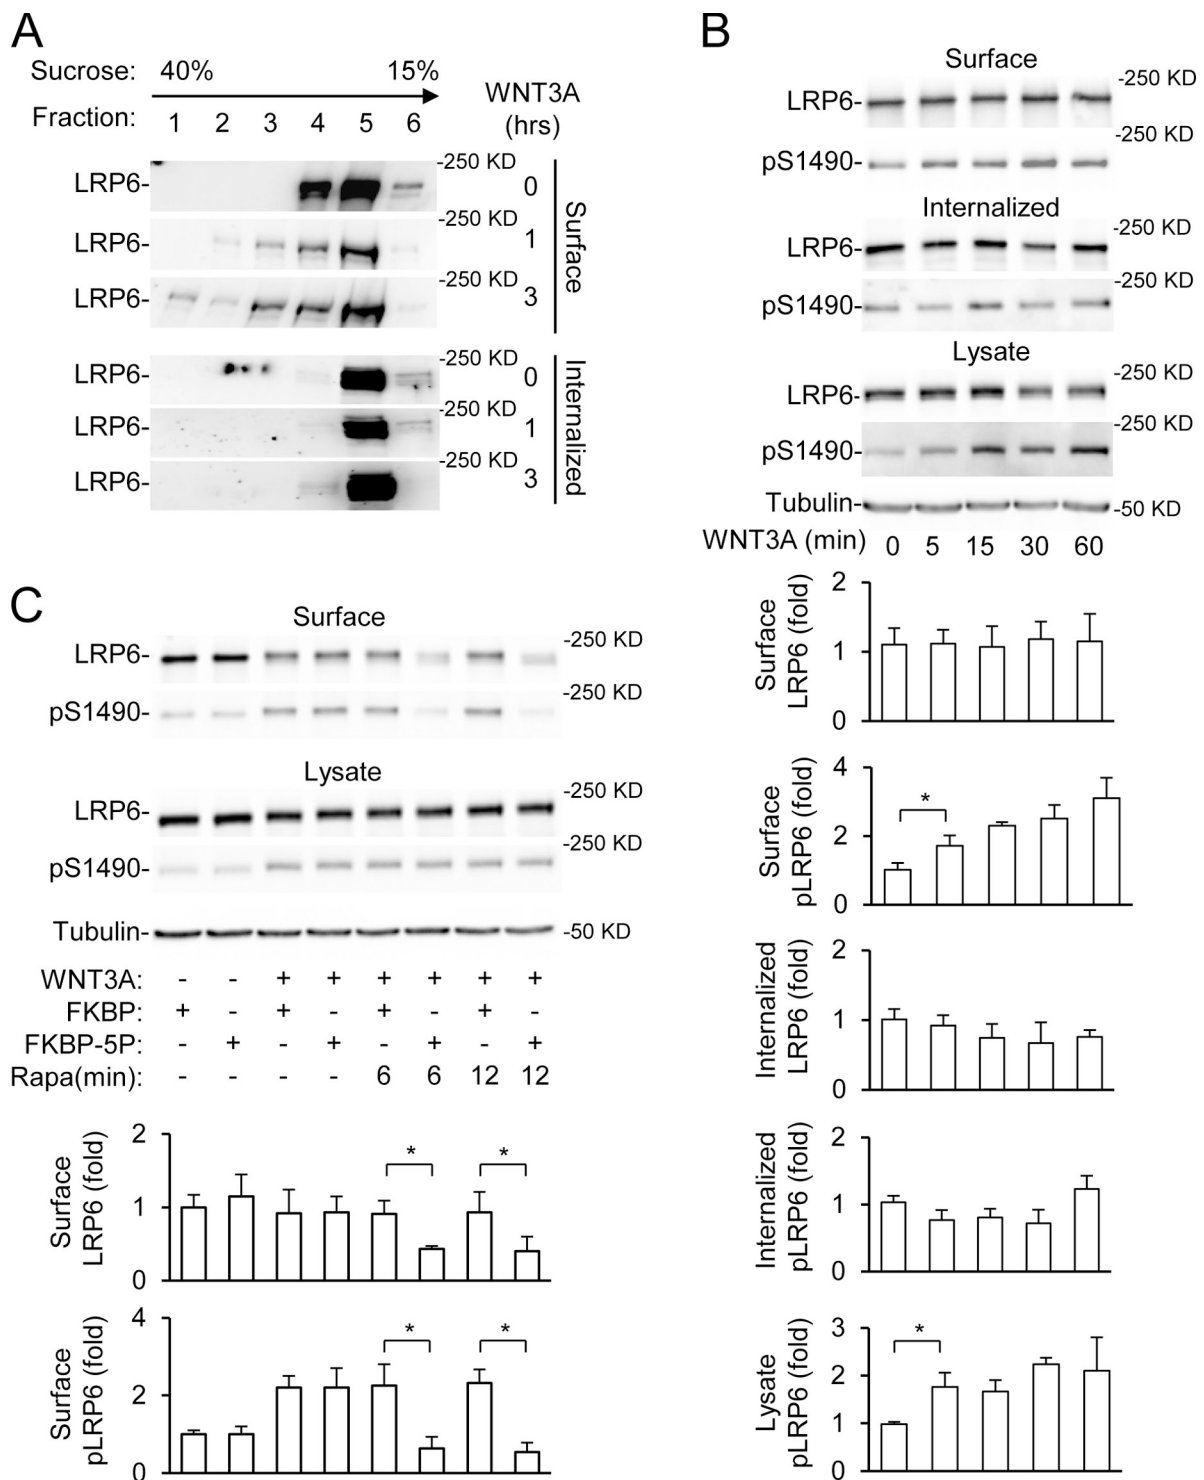 A
Sucrose: 40% 15%
WNT3A
(hrs)
Fraction: 1 2 3 4 5 6
-250 KD
LRP6- 0
-250 KD
LRP6- 1
-250 KD
LRP6- 3
Surface
-250 KD
LRP6- 0
-250 KD
LRP6- 1
-250 KD
LRP6- 3
Internalized
B
Surface
-250 KD
LRP6-
-250 KD
pS1490-
Internalized
-250 KD
LRP6-
-250 KD
pS1490-
Lysate
-250 KD
LRP6-
-250 KD
pS1490-
Tubulin- -50 KD
WNT3A (min) 0 5 15 30 60
Surface
LRP6 (fold)
2
1
0
Surface
pLRP6 (fold)
4
2
0
*
Internalized
LRP6 (fold)
2
1
0
Internalized
pLRP6 (fold)
2
1
0
Lysate
pLRP6 (fold)
3
2
1
0
*
C
Surface
-250 KD
LRP6-
-250 KD
pS1490-
Lysate
-250 KD
LRP6-
-250 KD
pS1490-
Tubulin- -50 KD
WNT3A: - - + + + + + +
FKBP: + - + - + - + -
FKBP-5P: - + - + - + - +
Rapa(min): - - - - 6 6 12 12
Surface
LRP6 (fold)
2
1
0
* *
Surface
pLRP6 (fold)
4
2
0
* *